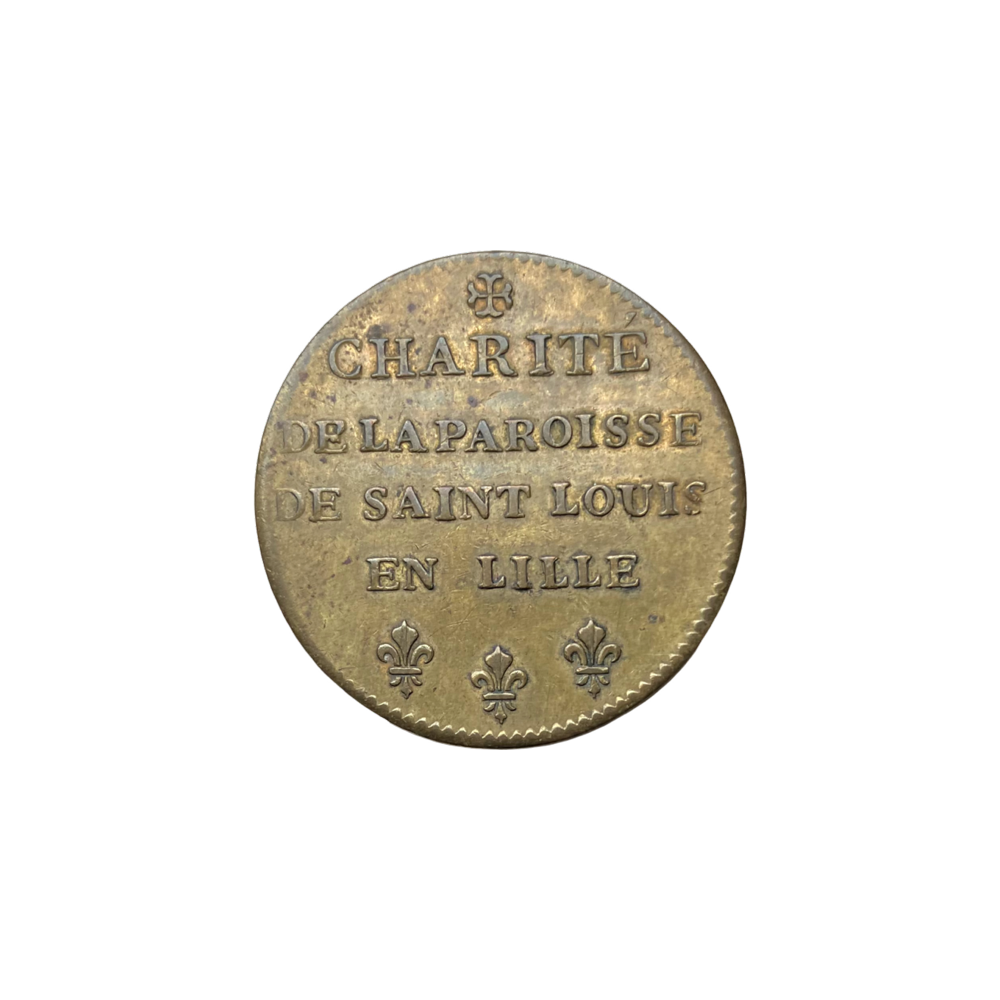 CHARITÉ
DE LA PAROISSE
DE SAINT LOUIS
EN LILLE